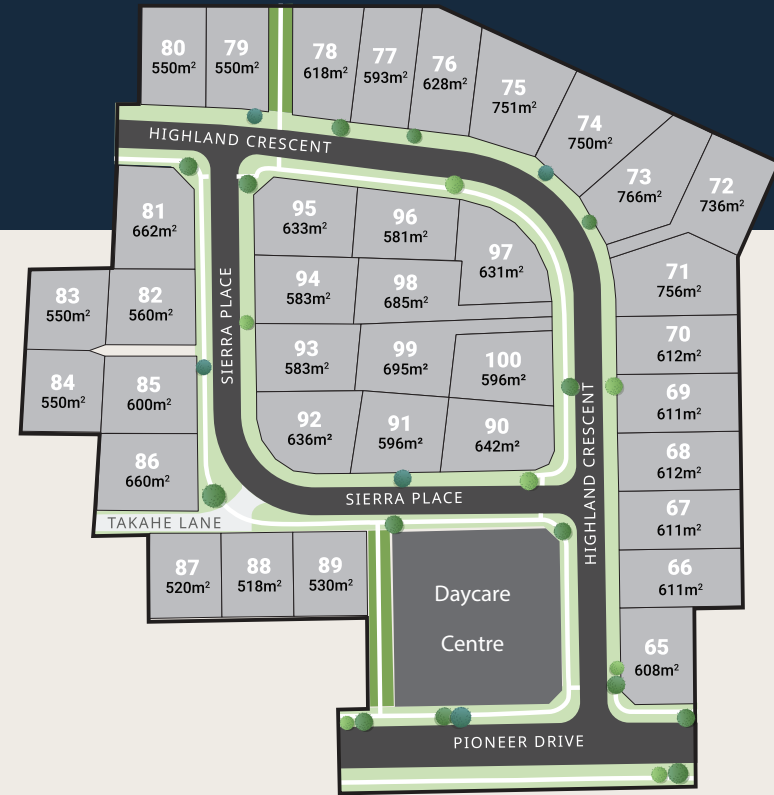 80
550m²
79
550m²
78
618m²
77
593m²
76
628m²
75
751m²
74
750m²
73
766m²
72
736m²
HIGHLAND CRESCENT
81
662m²
95
633m²
96
581m²
97
631m²
71
756m²
83
550m²
82
560m²
SIERRA PLACE
94
583m²
98
685m²
70
612m²
84
550m²
85
600m²
93
583m²
99
695m²
100
596m²
69
611m²
86
660m²
92
636m²
91
596m²
90
642m²
HIGHLAND CRESCENT
68
612m²
SIERRA PLACE
67
611m²
TAKAHE LANE
87
520m²
88
518m²
89
530m²
66
611m²
Daycare
Centre
65
608m²
PIONEER DRIVE